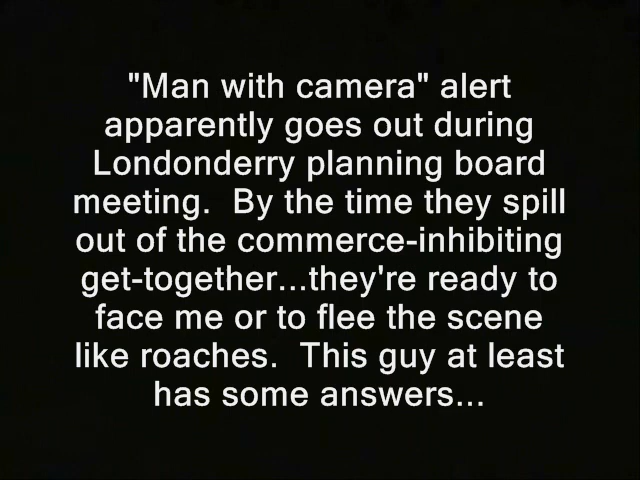 "Man with camera" alert
apparently goes out during
Londonderry planning board
meeting.  By the time they spill
out of the commerce-inhibiting
get-together...they're ready to
face me or to flee the scene
like roaches.  This guy at least
has some answers...